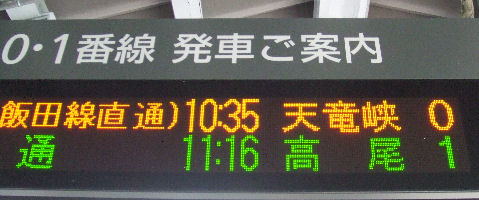 0・1番線 発車ご案内
飯田線直通) 10:35 天竜峡 0
通 11:16 高尾 1